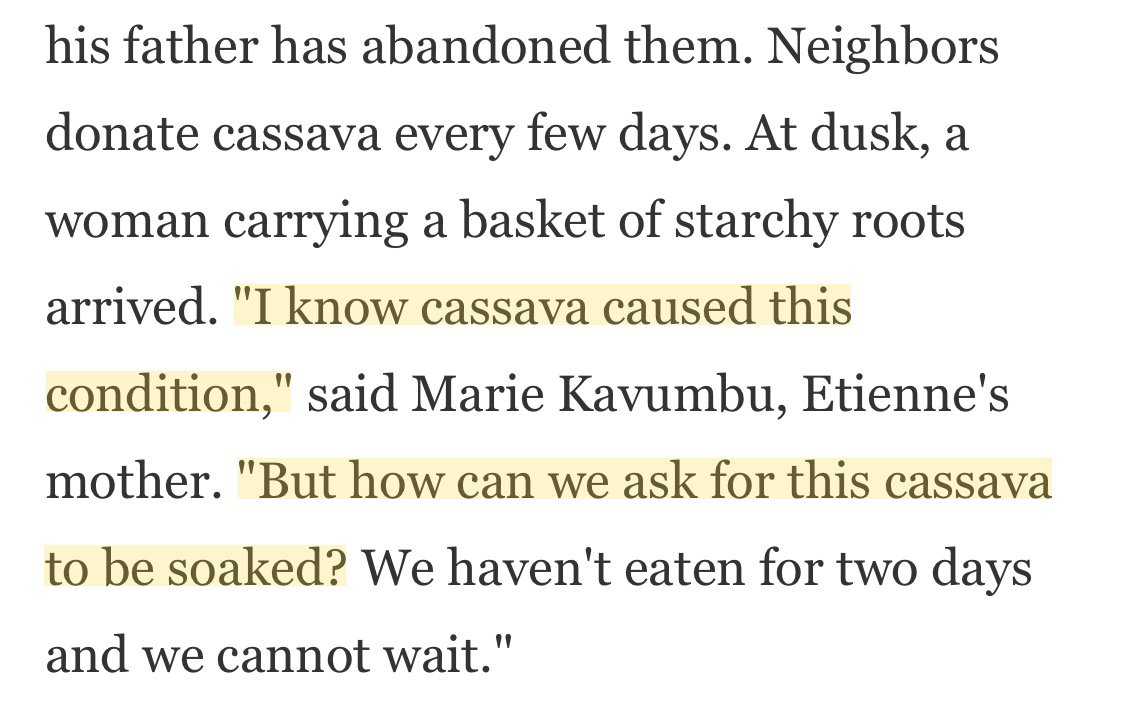 his father has abandoned them. Neighbors
donate cassava every few days. At dusk, a
woman carrying a basket of starchy roots
arrived. "I know cassava caused this
condition," said Marie Kavumbu, Etienne's
mother. "But how can we ask for this cassava
to be soaked? We haven't eaten for two days
and we cannot wait."